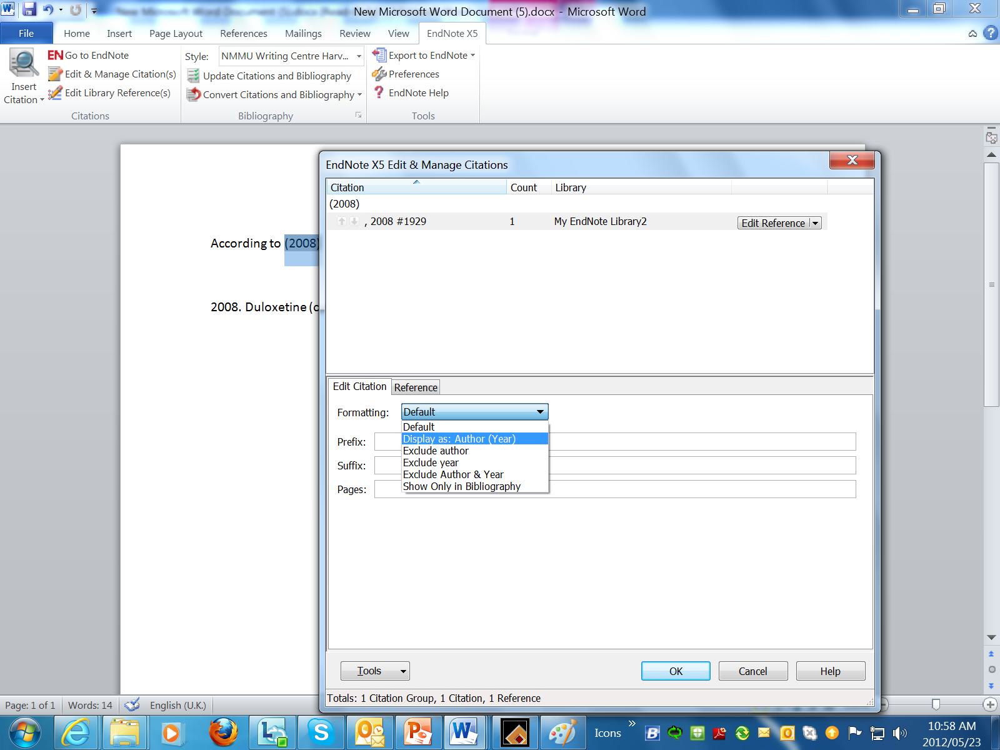 New Microsoft Word Document (5).docx - Microsoft Word
File Home Insert Page Layout References Mailings Review View EndNote X5
Insert Citation
EN Go to EndNote
Edit & Manage Citation(s)
Edit Library Reference(s)
Citations
Style: NMMU Writing Centre Harv...
Update Citations and Bibliography
Convert Citations and Bibliography
Bibliography
Export to EndNote
Preferences
EndNote Help
Tools
According to (2008)
2008. Duloxetine (
EndNote X5 Edit & Manage Citations
Citation Count Library
(2008)
, 2008 #1929 1 My EndNote Library2 Edit Reference
Edit Citation Reference
Formatting: Default
Default
Display as: Author (Year)
Exclude author
Exclude year
Exclude Author & Year
Show Only in Bibliography
Prefix:
Suffix:
Pages:
Tools OK Cancel Help
Totals: 1 Citation Group, 1 Citation, 1 Reference
Page: 1 of 1 Words: 14 English (U.K.)
Icons
10:58 AM
2012/05/23